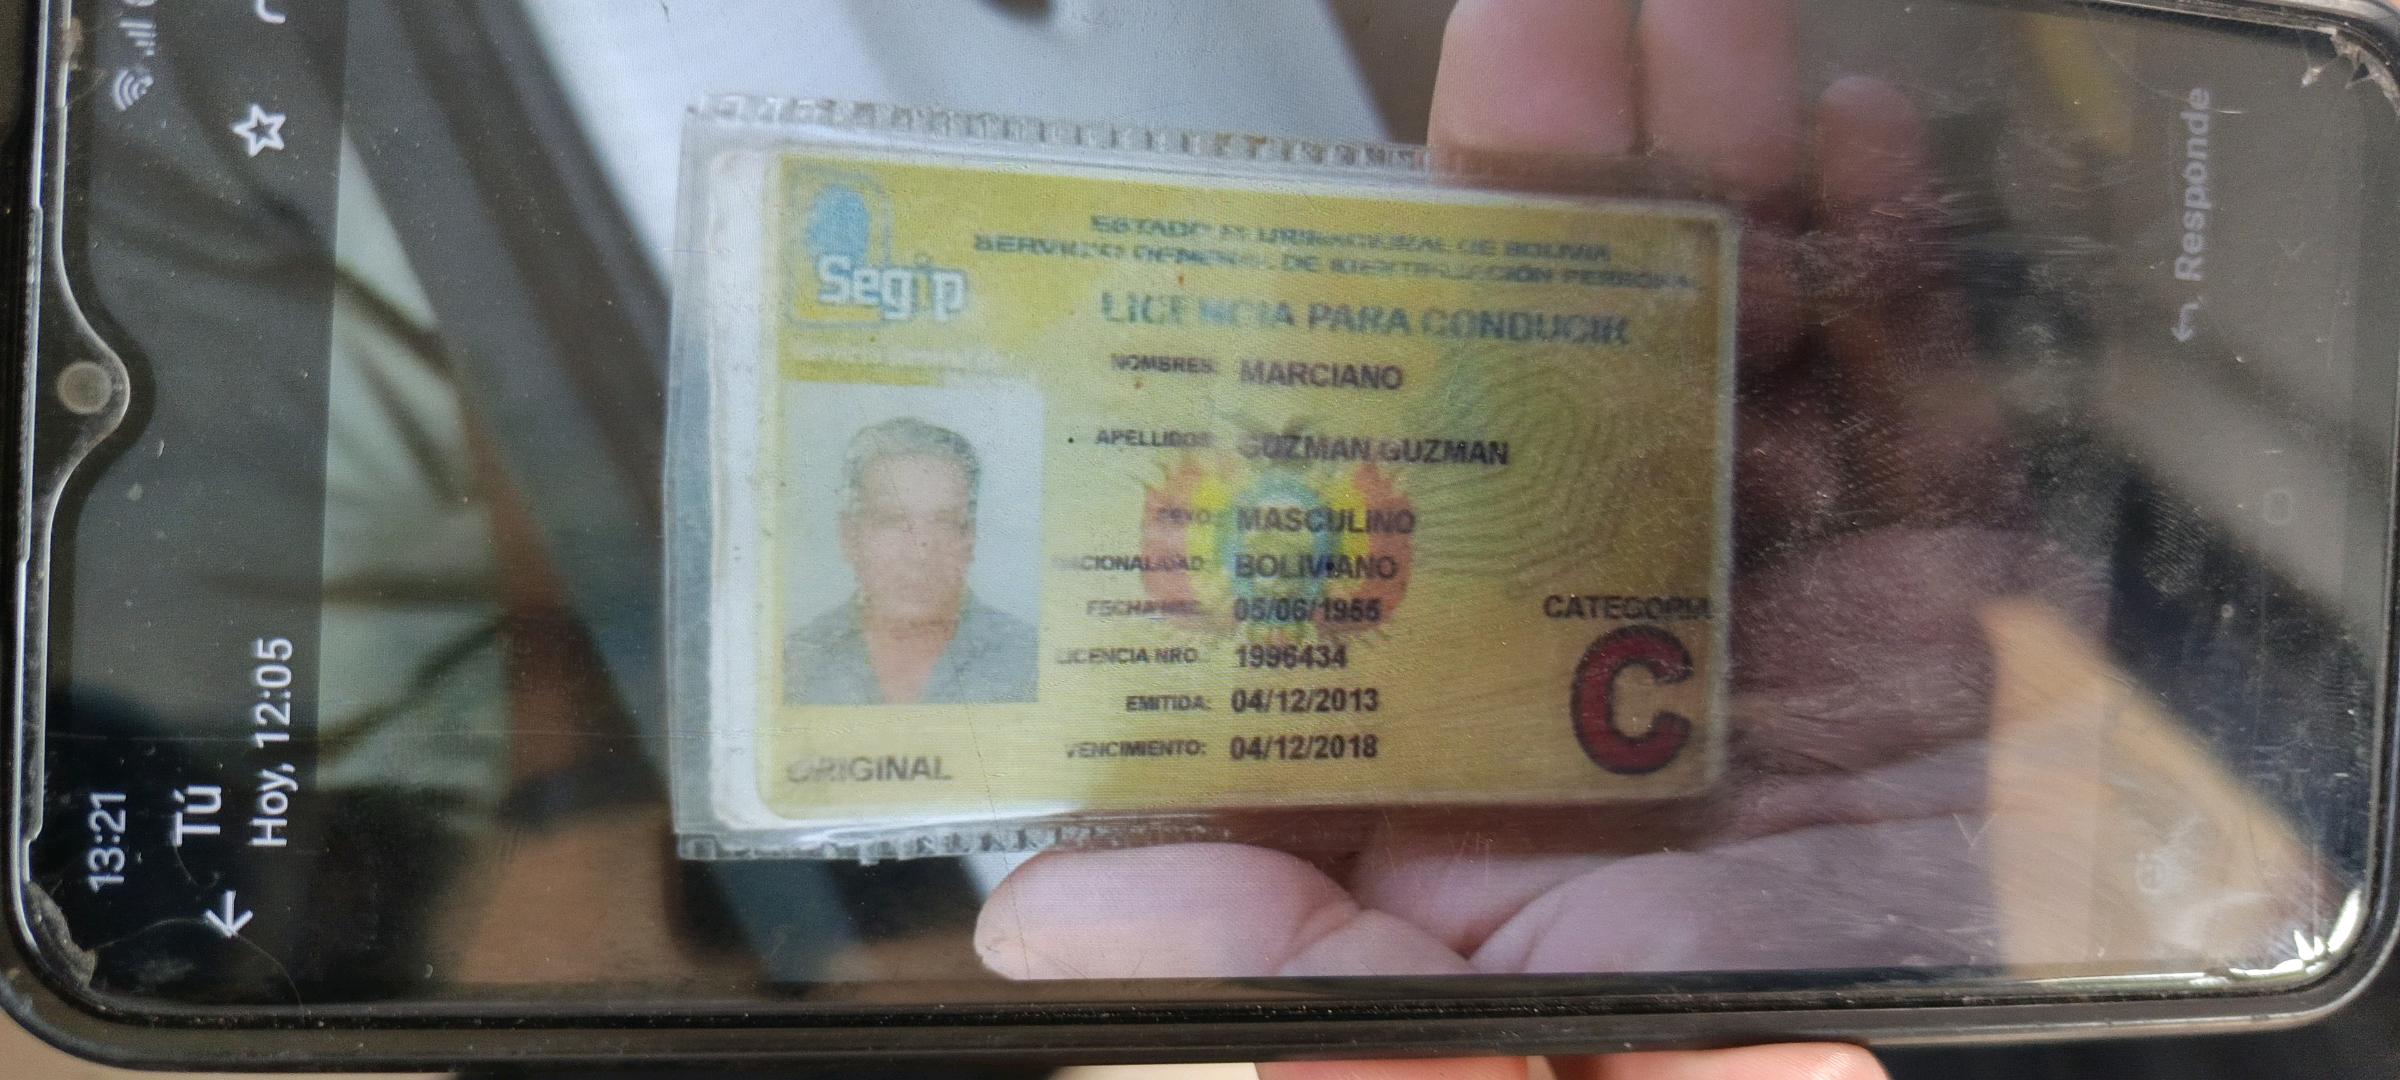 13:21
Tú
Hoy, 12:05
Segip
ESTADO PLURINACIONAL DE BOLIVIA
SERVICIO GENERAL DE IDENTIFICACIÓN PERSONAL
LICENCIA PARA CONDUCIR
NOMBRES: MARCIANO
APELLIDOS: GUZMAN GUZMAN
SEXO: MASCULINO
NACIONALIDAD: BOLIVIANO
FECHA NAC. 05/06/1955
LICENCIA NRO. 1996434
EMITIDA: 04/12/2013
VENCIMIENTO: 04/12/2018
CATEGORIA
C
ORIGINAL
Responde